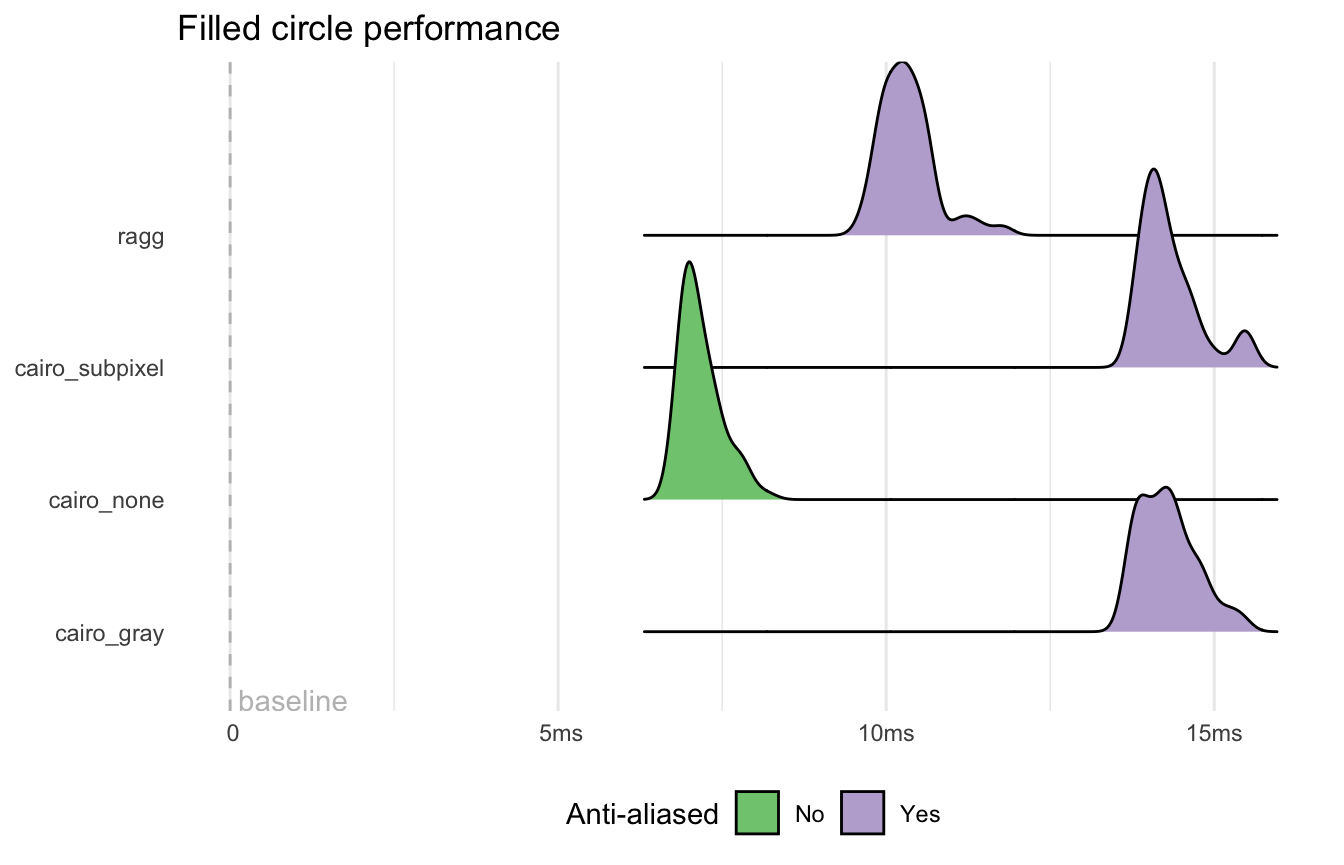 Filled circle performance
ragg
cairo_subpixel
cairo_none
cairo_gray
baseline
0 5ms 10ms 15ms
Anti-aliased No Yes